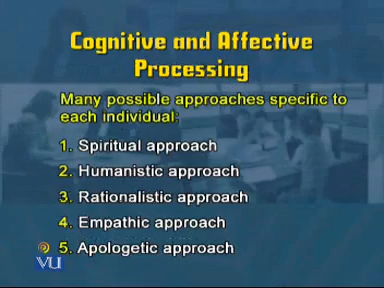 Cognitive and Affective
Processing
Many possible approaches specific to
each individual:
1. Spiritual approach
2. Humanistic approach
3. Rationalistic approach
4. Empathic approach
5. Apologetic approach
VU